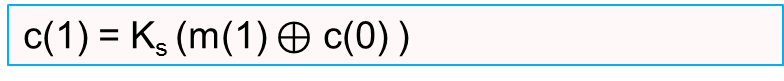 c(1) = Kₛ (m(1) ⊕ c(0) )